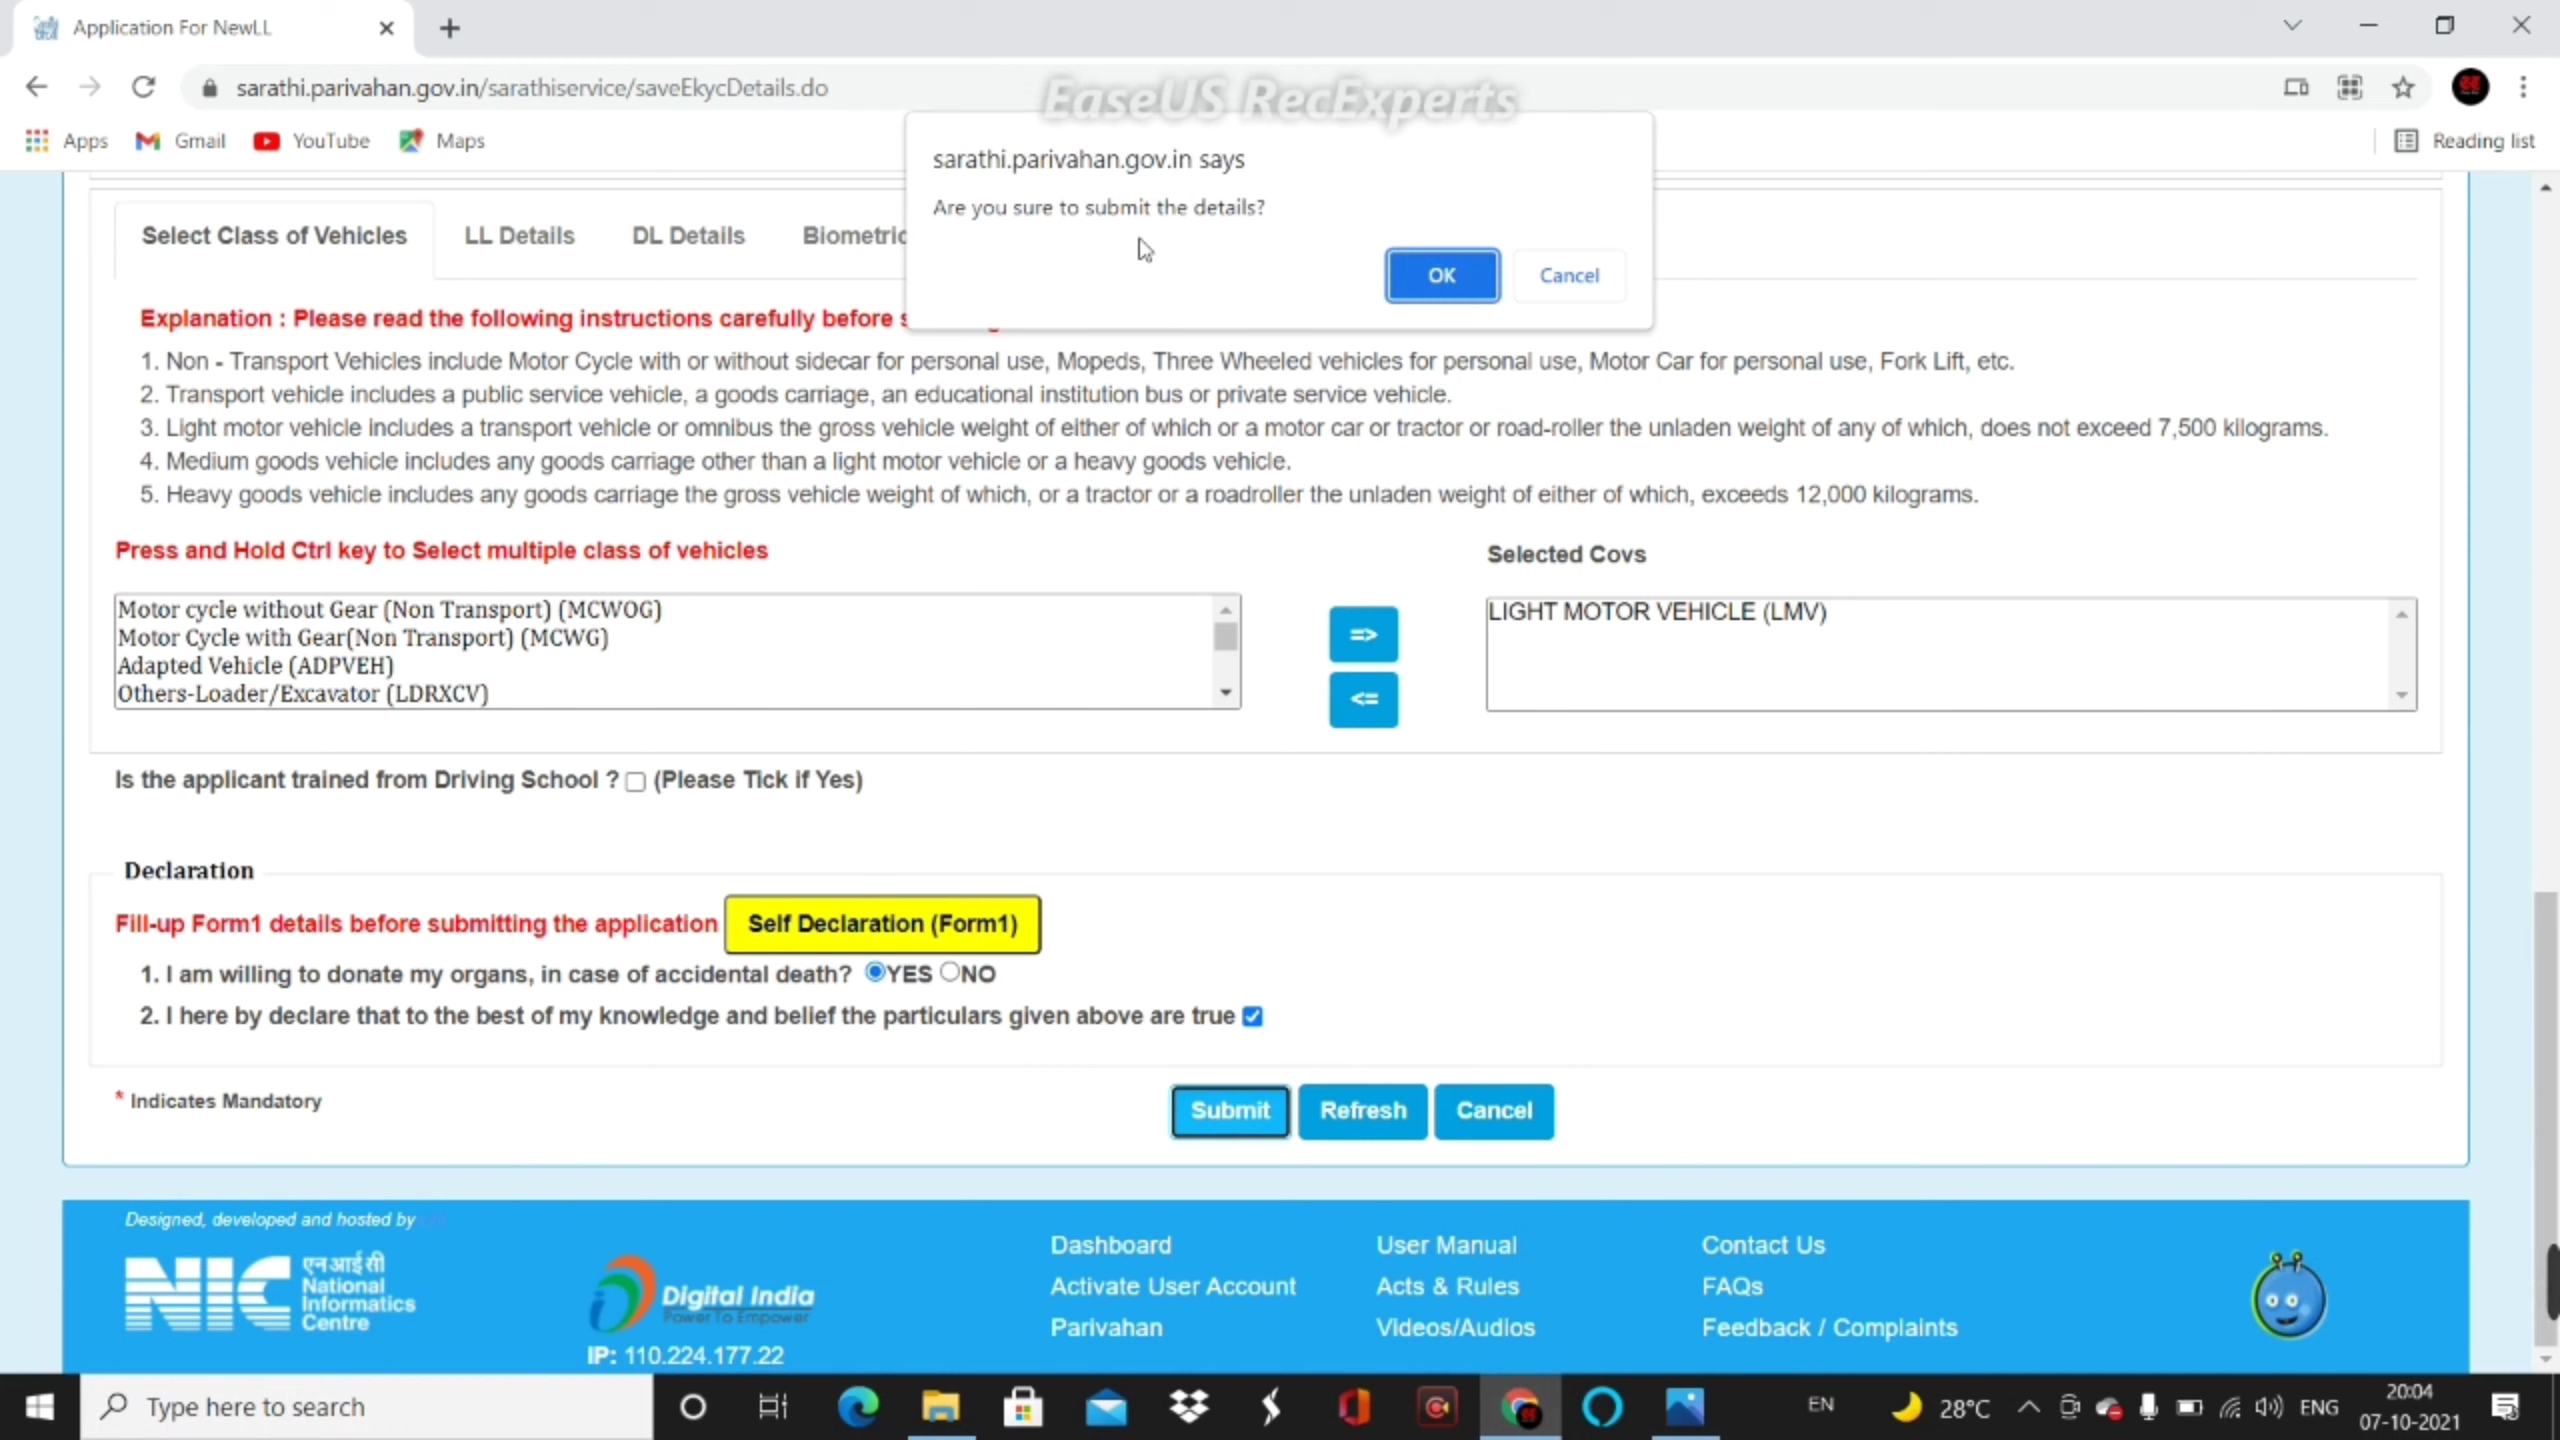 Application For NewLL
sarathi.parivahan.gov.in/sarathiservice/saveEkycDetails.do
EaseUS RecExperts
Apps
Gmail
YouTube
Maps
Reading list
sarathi.parivahan.gov.in says
Are you sure to submit the details?
OK
Cancel
Select Class of Vehicles
LL Details
DL Details
Explanation : Please read the following instructions carefully before
1. Non - Transport Vehicles include Motor Cycle with or without sidecar for personal use, Mopeds, Three Wheeled vehicles for personal use, Motor Car for personal use, Fork Lift, etc.
2. Transport vehicle includes a public service vehicle, a goods carriage, an educational institution bus or private service vehicle.
3. Light motor vehicle includes a transport vehicle or omnibus the gross vehicle weight of either of which or a motor car or tractor or road-roller the unladen weight of any of which, does not exceed 7,500 kilograms.
4. Medium goods vehicle includes any goods carriage other than a light motor vehicle or a heavy goods vehicle.
5. Heavy goods vehicle includes any goods carriage the gross vehicle weight of which, or a tractor or a roadroller the unladen weight of either of which, exceeds 12,000 kilograms.
Press and Hold Ctrl key to Select multiple class of vehicles
Selected Covs
Motor cycle without Gear (Non Transport) (MCWOG)
Motor Cycle with Gear(Non Transport) (MCWG)
Adapted Vehicle (ADPVEH)
Others-Loader/Excavator (LDRXCV)
=>
<=
LIGHT MOTOR VEHICLE (LMV)
Is the applicant trained from Driving School ? (Please Tick if Yes)
Declaration
Fill-up Form1 details before submitting the application
Self Declaration (Form1)
1. I am willing to donate my organs, in case of accidental death? YES NO
2. I here by declare that to the best of my knowledge and belief the particulars given above are true
* Indicates Mandatory
Submit
Refresh
Cancel
Designed, developed and hosted by
NIC
एनआईसी
National
Informatics
Centre
Digital India
Power To Empower
IP: 110.224.177.22
Dashboard
Activate User Account
Parivahan
User Manual
Acts & Rules
Videos/Audios
Contact Us
FAQs
Feedback / Complaints
Type here to search
EN
28°C
ENG
20:04
07-10-2021